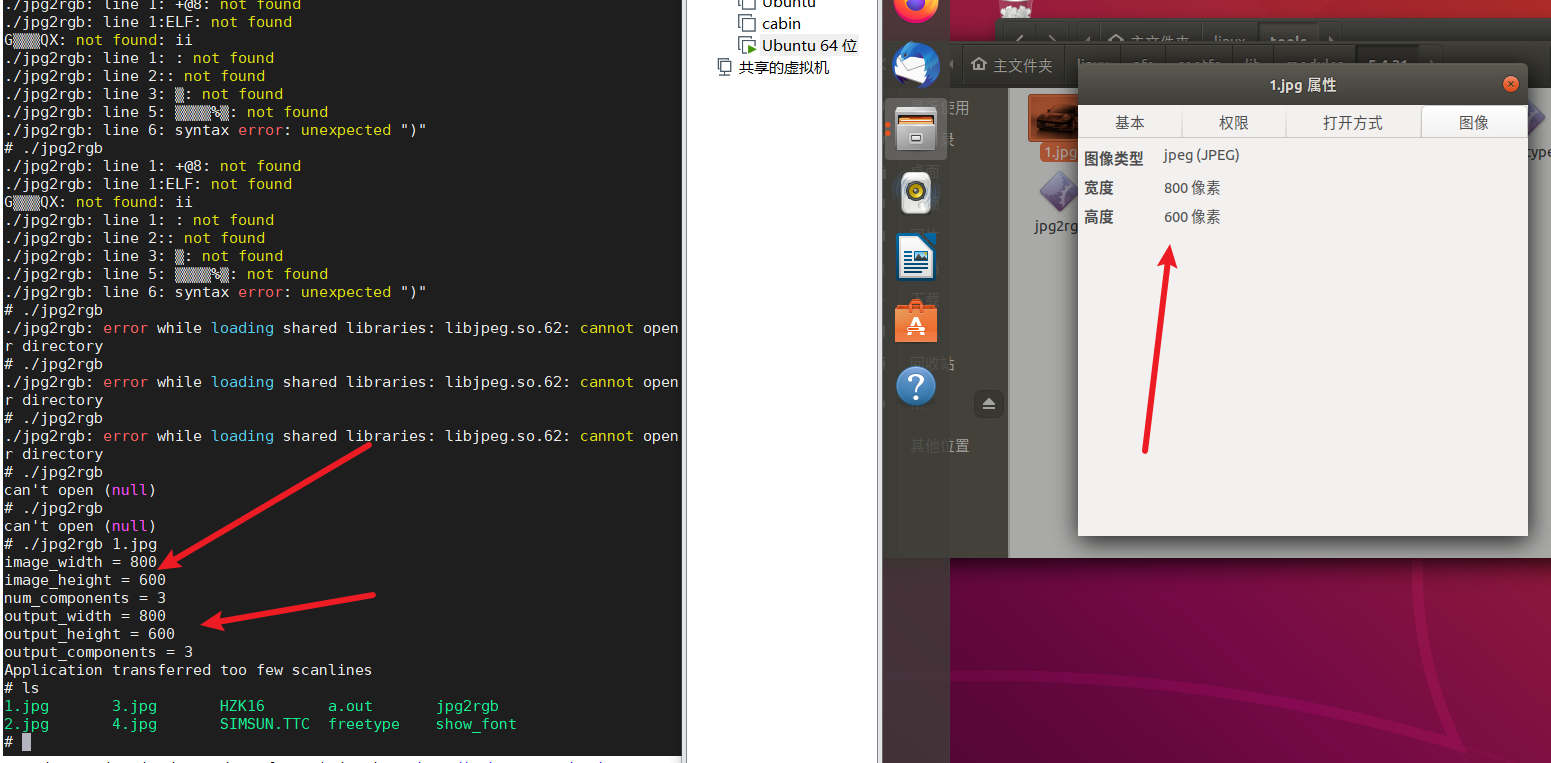 ./jpg2rgb: line 1: +@8: not found
./jpg2rgb: line 1:ELF: not found
G▒▒▒QX: not found: ii
./jpg2rgb: line 1: : not found
./jpg2rgb: line 2:: not found
./jpg2rgb: line 3: ▒: not found
./jpg2rgb: line 5: ▒▒▒▒%▒: not found
./jpg2rgb: line 6: syntax error: unexpected ")"
# ./jpg2rgb
./jpg2rgb: line 1: +@8: not found
./jpg2rgb: line 1:ELF: not found
G▒▒▒QX: not found: ii
./jpg2rgb: line 1: : not found
./jpg2rgb: line 2:: not found
./jpg2rgb: line 3: ▒: not found
./jpg2rgb: line 5: ▒▒▒▒%▒: not found
./jpg2rgb: line 6: syntax error: unexpected ")"
# ./jpg2rgb
./jpg2rgb: error while loading shared libraries: libjpeg.so.62: cannot open
r directory
# ./jpg2rgb
./jpg2rgb: error while loading shared libraries: libjpeg.so.62: cannot open
r directory
# ./jpg2rgb
./jpg2rgb: error while loading shared libraries: libjpeg.so.62: cannot open
r directory
# ./jpg2rgb
can't open (null)
# ./jpg2rgb
can't open (null)
# ./jpg2rgb 1.jpg
image_width = 800
image_height = 600
num_components = 3
output_width = 800
output_height = 600
output_components = 3
Application transferred too few scanlines
# ls
1.jpg 3.jpg HZK16 a.out jpg2rgb
2.jpg 4.jpg SIMSUN.TTC freetype show_font
#
Ubuntu
cabin
Ubuntu 64 位
共享的虚拟机
主文件夹 linux tools
主文件夹
使用
回收站
其他位置
1.jpg
jpg2rg
1.jpg 属性
基本 权限 打开方式 图像
图像类型 jpeg (JPEG)
宽度 800 像素
高度 600 像素